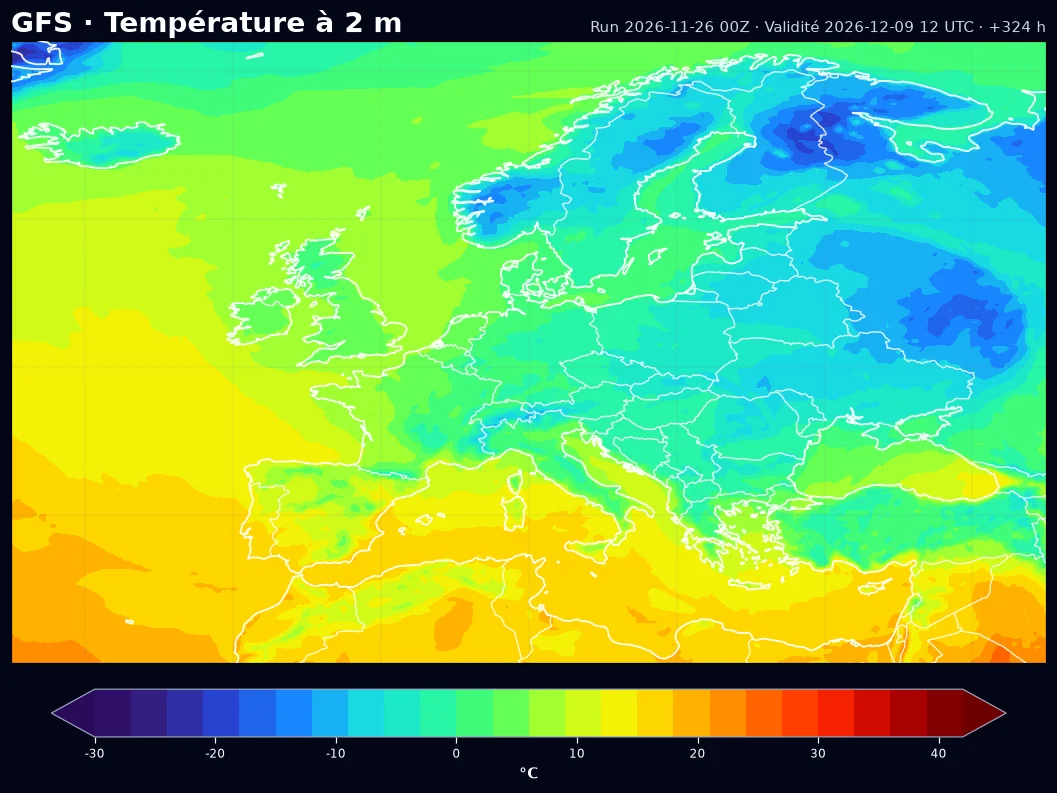 GFS · Température à 2 m
Run 2026-11-26 00Z · Validité 2026-12-09 12 UTC · +324 h
-30 -20 -10 0 10 20 30 40
°C